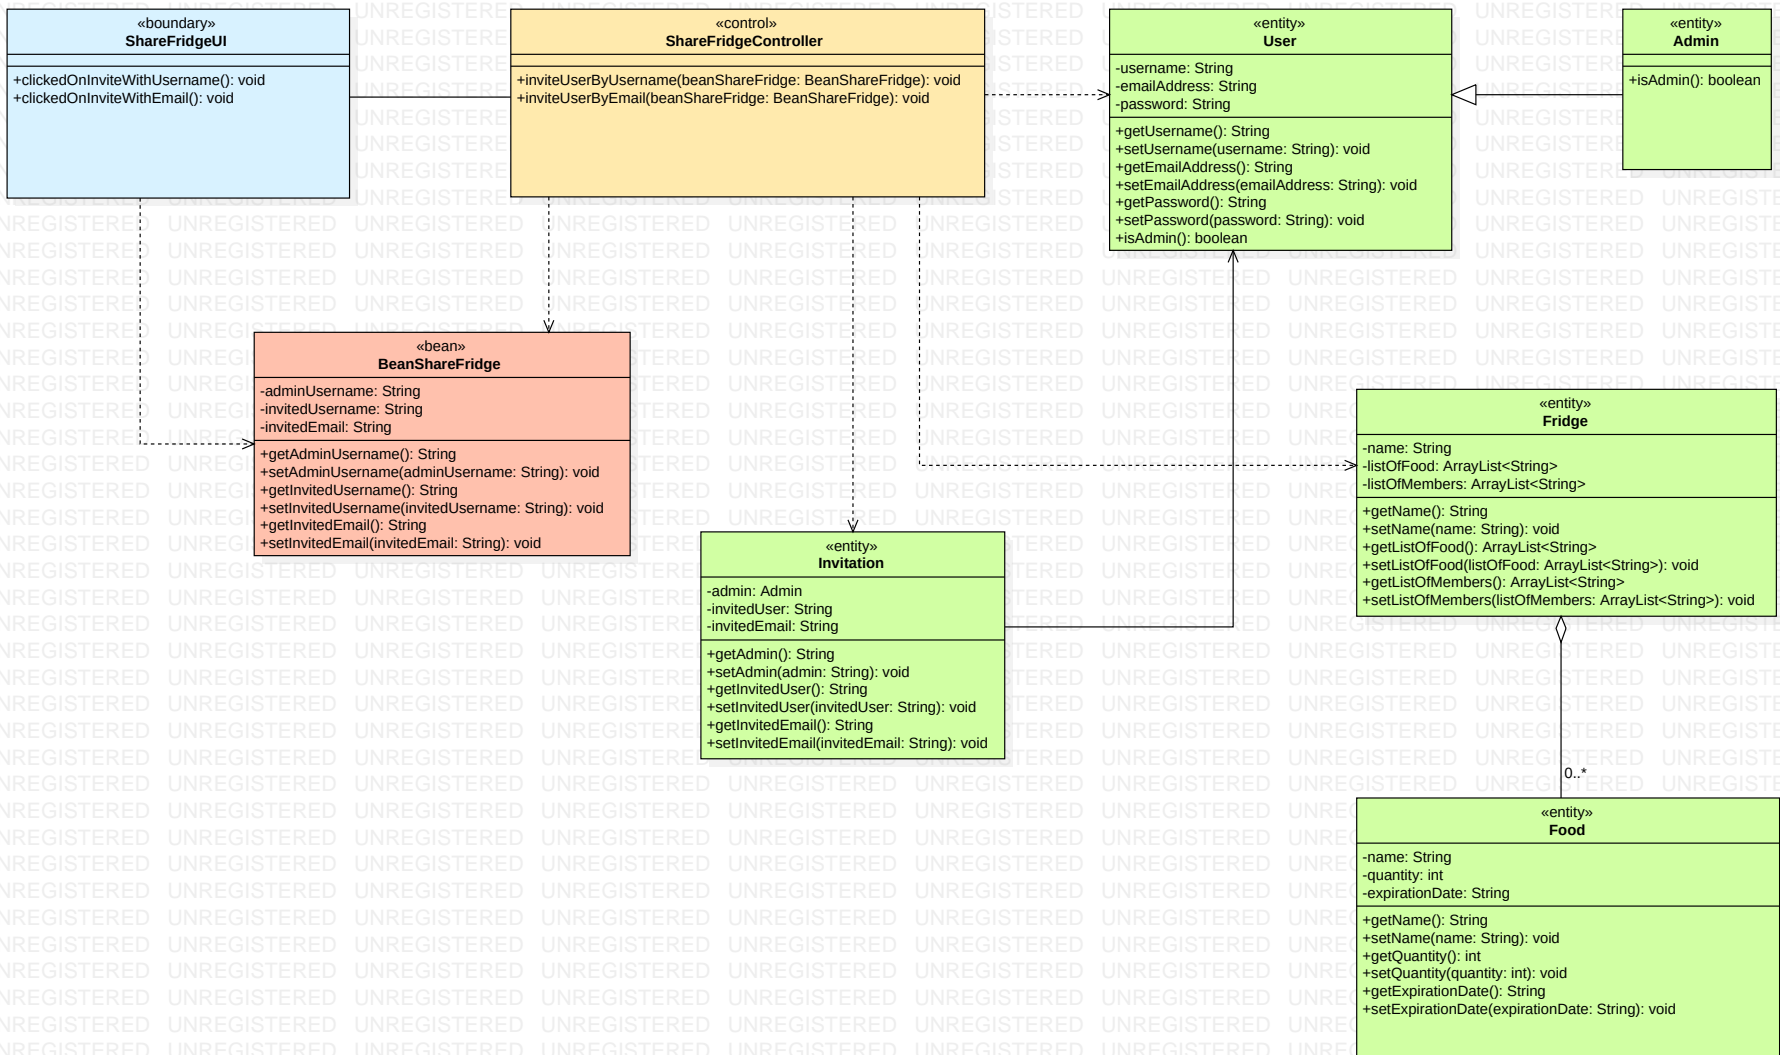 «boundary»
ShareFridgeUI
+clickedOnInviteWithUsername(): void
+clickedOnInviteWithEmail(): void
«control»
ShareFridgeController
+inviteUserByUsername(beanShareFridge: BeanShareFridge): void
+inviteUserByEmail(beanShareFridge: BeanShareFridge): void
«entity»
User
-username: String
-emailAddress: String
-password: String
+getUsername(): String
+setUsername(username: String): void
+getEmailAddress(): String
+setEmailAddress(emailAddress: String): void
+getPassword(): String
+setPassword(password: String): void
+isAdmin(): boolean
«entity»
Admin
+isAdmin(): boolean
«bean»
BeanShareFridge
-adminUsername: String
-invitedUsername: String
-invitedEmail: String
+getAdminUsername(): String
+setAdminUsername(adminUsername: String): void
+getInvitedUsername(): String
+setInvitedUsername(invitedUsername: String): void
+getInvitedEmail(): String
+setInvitedEmail(invitedEmail: String): void
«entity»
Invitation
-admin: Admin
-invitedUser: String
-invitedEmail: String
+getAdmin(): String
+setAdmin(admin: String): void
+getInvitedUser(): String
+setInvitedUser(invitedUser: String): void
+getInvitedEmail(): String
+setInvitedEmail(invitedEmail: String): void
«entity»
Fridge
-name: String
-listOfFood: ArrayList<String>
-listOfMembers: ArrayList<String>
+getName(): String
+setName(name: String): void
+getListOfFood(): ArrayList<String>
+setListOfFood(listOfFood: ArrayList<String>): void
+getListOfMembers(): ArrayList<String>
+setListOfMembers(listOfMembers: ArrayList<String>): void
0..*
«entity»
Food
-name: String
-quantity: int
-expirationDate: String
+getName(): String
+setName(name: String): void
+getQuantity(): int
+setQuantity(quantity: int): void
+getExpirationDate(): String
+setExpirationDate(expirationDate: String): void
UNREGISTERED